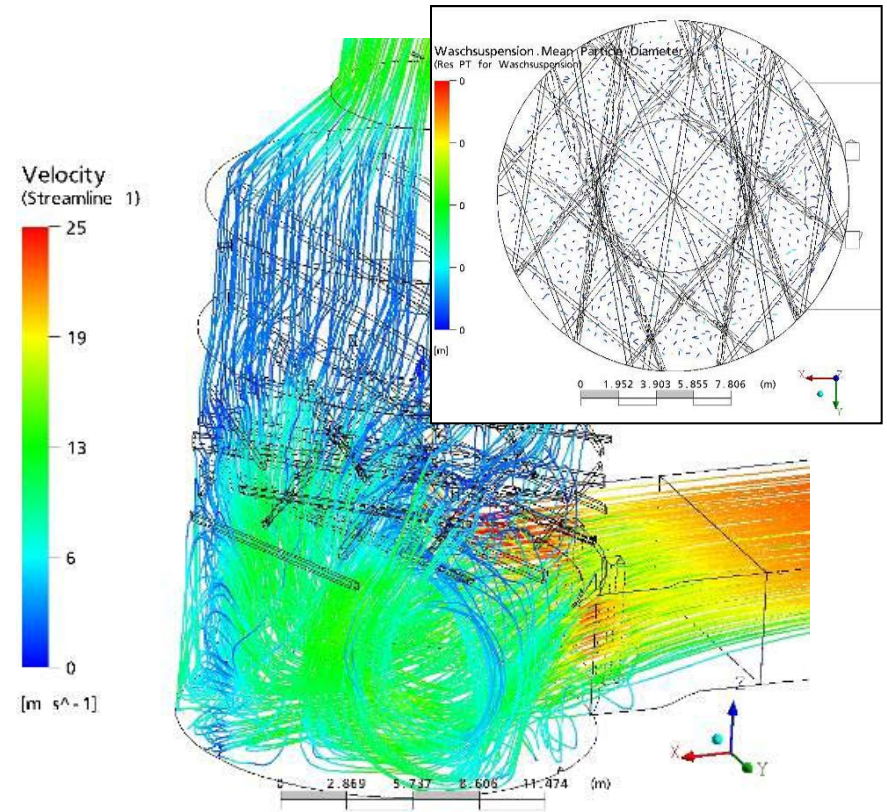 Waschsuspension.Mean Particle Diameter
(Res PT for Waschsuspension)
0
0
0
0
0
[m]
0 1.952 3.903 5.855 7.806 (m)
X Z
Y
Velocity
(Streamline 1)
25
19
13
6
0
[m s^-1]
Z
X
Y
0 2.869 5.737 8.606 11.474 (m)